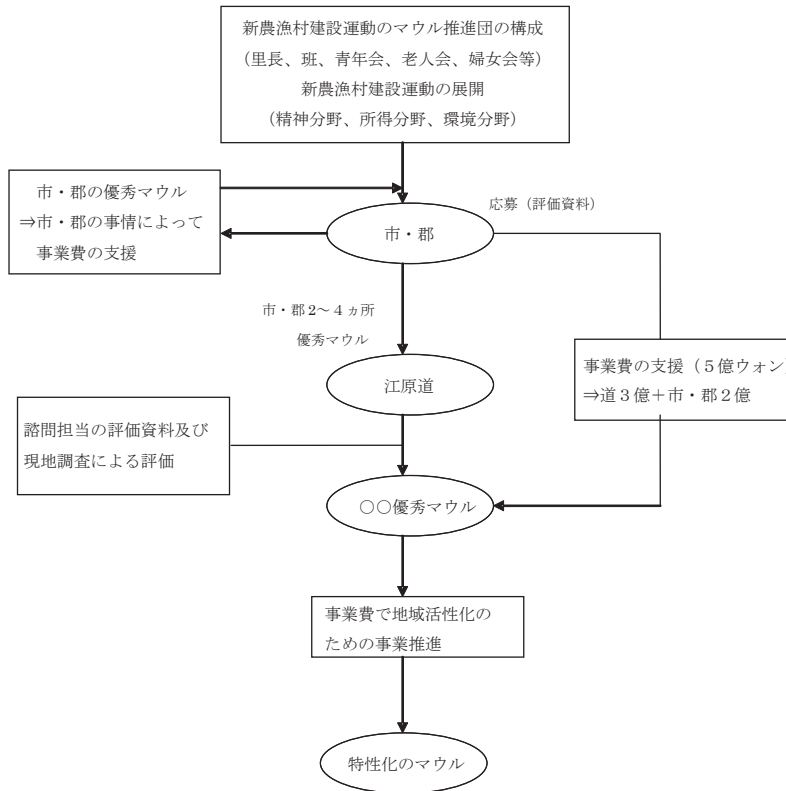 新農漁村建設運動のマウル推進団の構成
(里長、班、青年会、老人会、婦女会等)
新農漁村建設運動の展開
(精神分野、所得分野、環境分野)
市・郡の優秀マウル
⇒市・郡の事情によって
事業費の支援
応募(評価資料)
市・郡
市・郡2~4ヵ所
優秀マウル
事業費の支援(5億ウォン)
⇒道3億+市・郡2億
江原道
諮問担当の評価資料及び
現地調査による評価
○○優秀マウル
事業費で地域活性化の
ための事業推進
特性化のマウル